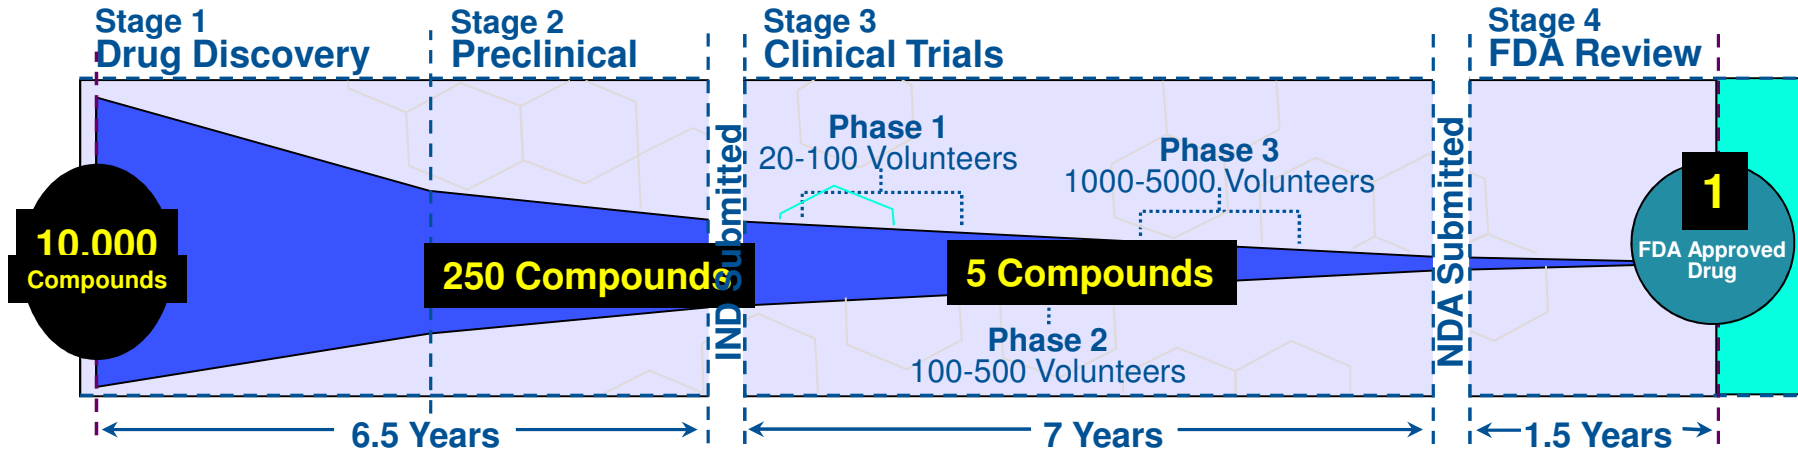 Stage 1
Drug Discovery
Stage 2
Preclinical
Stage 3
Clinical Trials
Stage 4
FDA Review
10,000
Compounds
250 Compounds
IND Submitted
Phase 1
20-100 Volunteers
5 Compounds
Phase 2
100-500 Volunteers
Phase 3
1000-5000 Volunteers
NDA Submitted
1
FDA Approved
Drug
6.5 Years
7 Years
1.5 Years